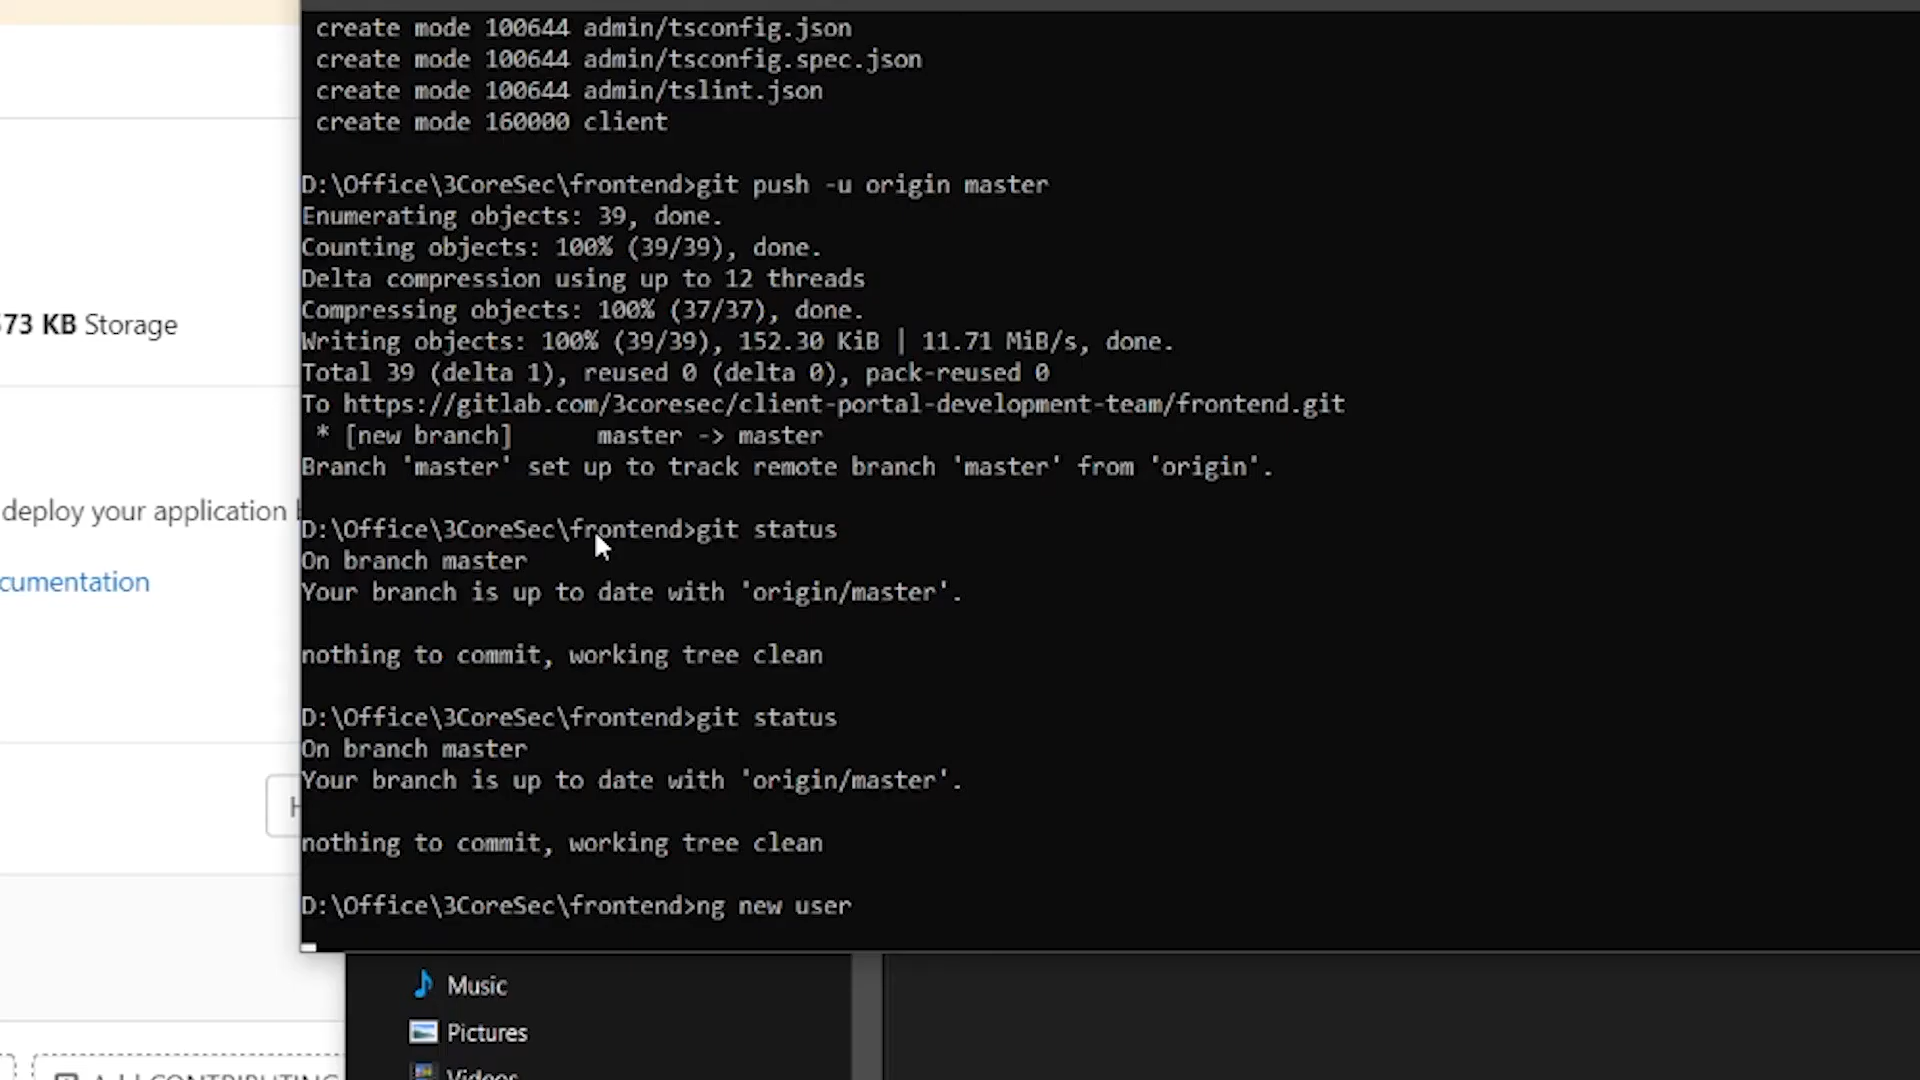 create mode 100644 admin/tsconfig.json
create mode 100644 admin/tsconfig.spec.json
create mode 100644 admin/tslint.json
create mode 160000 client
D:\Office\3CoreSec\frontend>git push -u origin master
Enumerating objects: 39, done.
Counting objects: 100% (39/39), done.
Delta compression using up to 12 threads
Compressing objects: 100% (37/37), done.
Writing objects: 100% (39/39), 152.30 KiB | 11.71 MiB/s, done.
Total 39 (delta 1), reused 0 (delta 0), pack-reused 0
To https://gitlab.com/3coresec/client-portal-development-team/frontend.git
* [new branch]      master -> master
Branch 'master' set up to track remote branch 'master' from 'origin'.
D:\Office\3CoreSec\frontend>git status
On branch master
Your branch is up to date with 'origin/master'.
nothing to commit, working tree clean
D:\Office\3CoreSec\frontend>git status
On branch master
Your branch is up to date with 'origin/master'.
nothing to commit, working tree clean
D:\Office\3CoreSec\frontend>ng new user
73 KB Storage
deploy your application
cumentation
H
Music
Pictures
Videos
Add CONTRIBUTING